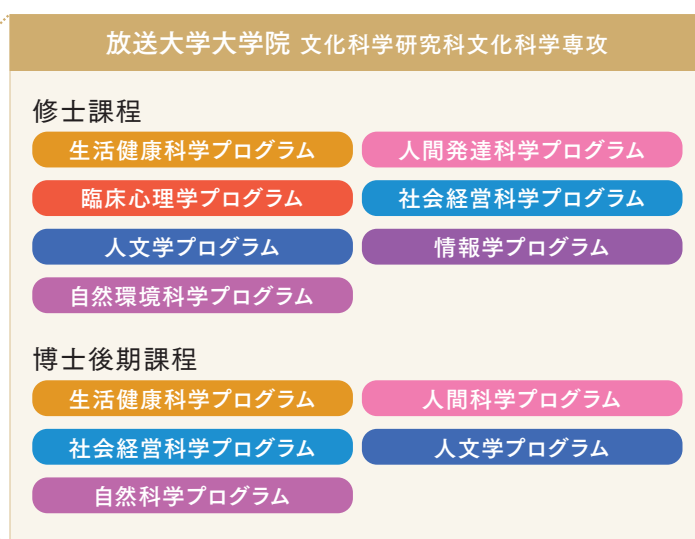 放送大学大学院 文化科学研究科文化科学専攻
修士課程
生活健康科学プログラム 人間発達科学プログラム
臨床心理学プログラム 社会経営科学プログラム
人文学プログラム 情報学プログラム
自然環境科学プログラム
博士後期課程
生活健康科学プログラム 人間科学プログラム
社会経営科学プログラム 人文学プログラム
自然科学プログラム